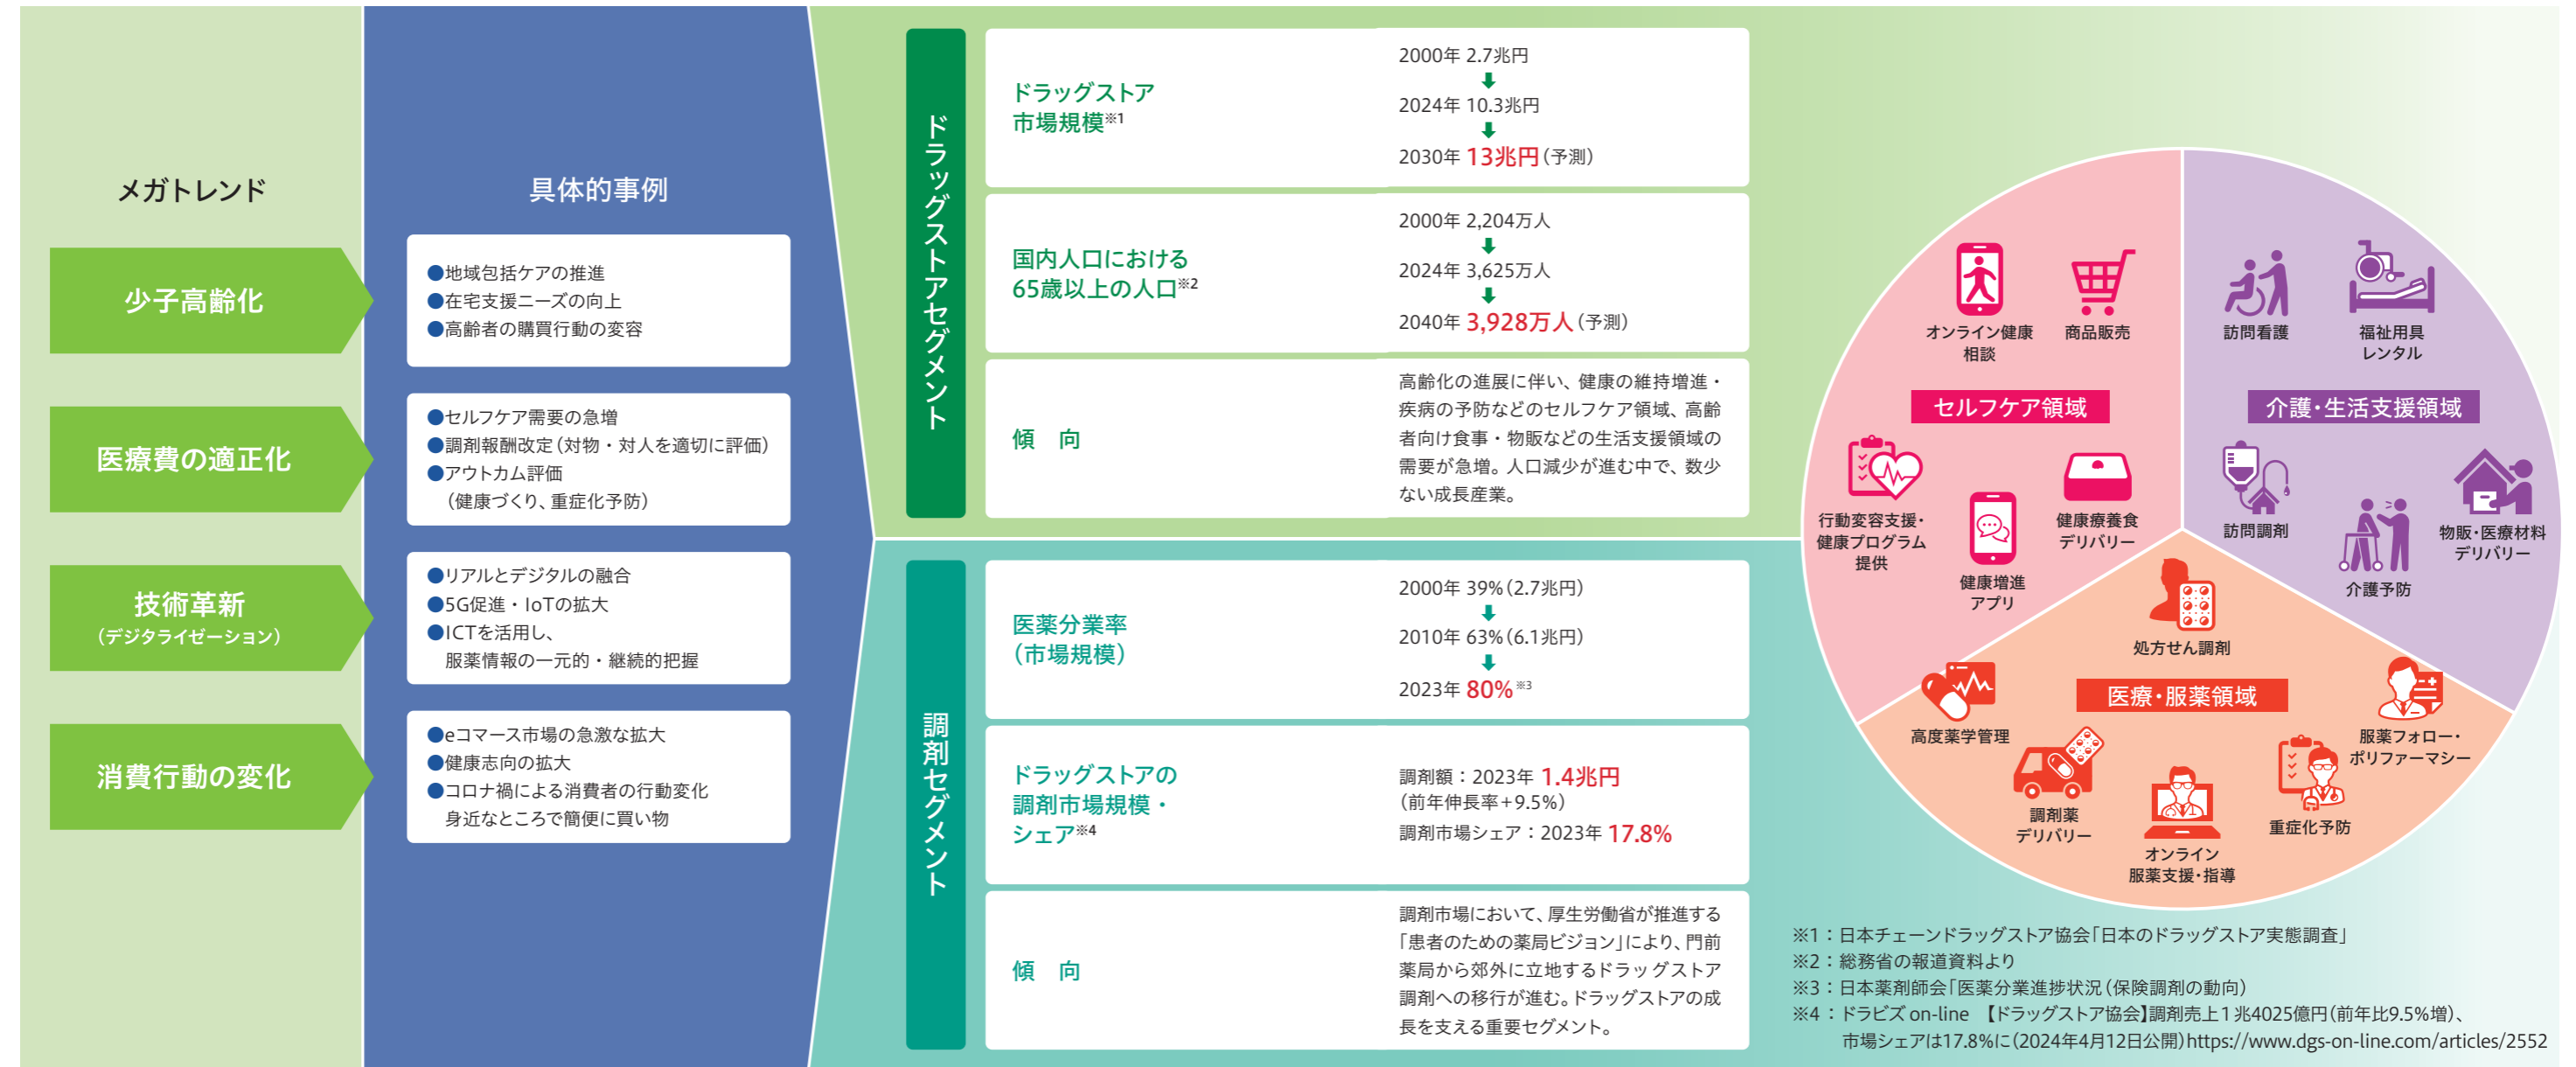 メガトレンド
少子高齢化
医療費の適正化
技術革新
（デジタライゼーション）
消費行動の変化
具体的事例
●地域包括ケアの推進
●在宅支援ニーズの向上
●高齢者の購買行動の変容
●セルフケア需要の急増
●調剤報酬改定（対物・対人を適切に評価）
●アウトカム評価
（健康づくり、重症化予防）
●リアルとデジタルの融合
●5G促進・IoTの拡大
●ICTを活用し、
服薬情報の一元的・継続的把握
●eコマース市場の急激な拡大
●健康志向の拡大
●コロナ禍による消費者の行動変化
身近なところで簡便に買い物
ドラッグストアセグメント
ドラッグストア
市場規模※1
2000年 2.7兆円
2024年 10.3兆円
2030年 13兆円（予測）
国内人口における
65歳以上の人口※2
2000年 2,204万人
2024年 3,625万人
2040年 3,928万人（予測）
傾　向
高齢化の進展に伴い、健康の維持増進・
疾病の予防などのセルフケア領域、高齢
者向け食事・物販などの生活支援領域の
需要が急増。人口減少が進む中で、数少
ない成長産業。
調剤セグメント
医薬分業率
（市場規模）
2000年 39%（2.7兆円）
2010年 63%（6.1兆円）
2023年 80%※3
ドラッグストアの
調剤市場規模・
シェア※4
調剤額：2023年 1.4兆円
（前年伸長率＋9.5%）
調剤市場シェア：2023年 17.8%
傾　向
調剤市場において、厚生労働省が推進する
「患者のための薬局ビジョン」により、門前
薬局から郊外に立地するドラッグストア
調剤への移行が進む。ドラッグストアの成
長を支える重要セグメント。
オンライン健康
相談
商品販売
セルフケア領域
行動変容支援・
健康プログラム
提供
健康増進
アプリ
健康療養食
デリバリー
訪問看護
福祉用具
レンタル
介護・生活支援領域
訪問調剤
介護予防
物販・医療材料
デリバリー
処方せん調剤
医療・服薬領域
高度薬学管理
調剤薬
デリバリー
オンライン
服薬支援・指導
重症化予防
服薬フォロー・
ポリファーマシー
※1：日本チェーンドラッグストア協会「日本のドラッグストア実態調査」
※2：総務省の報道資料より
※3：日本薬剤師会「医薬分業進捗状況（保険調剤の動向）
※4：ドラビズ on-line　【ドラッグストア協会】調剤売上1兆4025億円（前年比9.5%増）、
市場シェアは17.8%に（2024年4月12日公開）https://www.dgs-on-line.com/articles/2552